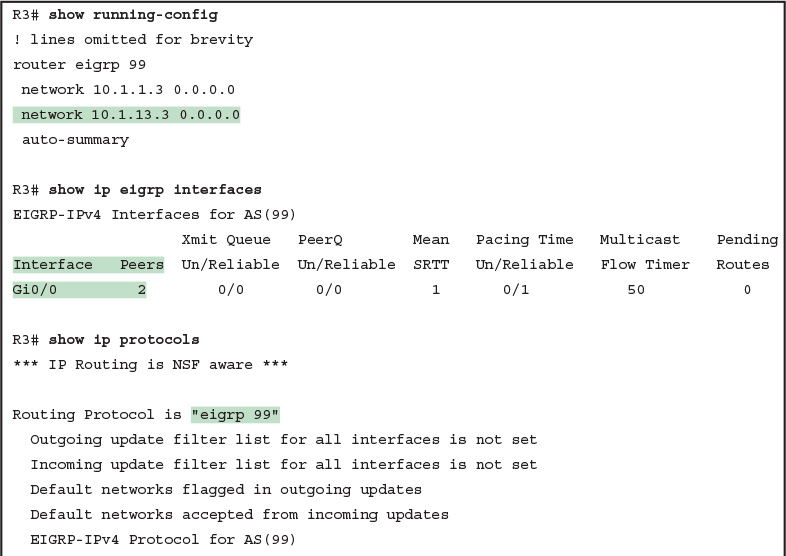 R3# show running-config
! lines omitted for brevity
router eigrp 99
 network 10.1.1.3 0.0.0.0
 network 10.1.13.3 0.0.0.0
 auto-summary

R3# show ip eigrp interfaces
EIGRP-IPv4 Interfaces for AS(99)
                   Xmit Queue   PeerQ        Mean   Pacing Time   Multicast    Pending
Interface   Peers  Un/Reliable  Un/Reliable  SRTT   Un/Reliable   Flow Timer   Routes
Gi0/0         2        0/0        0/0          1       0/1            50           0

R3# show ip protocols
*** IP Routing is NSF aware ***

Routing Protocol is "eigrp 99"
  Outgoing update filter list for all interfaces is not set
  Incoming update filter list for all interfaces is not set
  Default networks flagged in outgoing updates
  Default networks accepted from incoming updates
  EIGRP-IPv4 Protocol for AS(99)